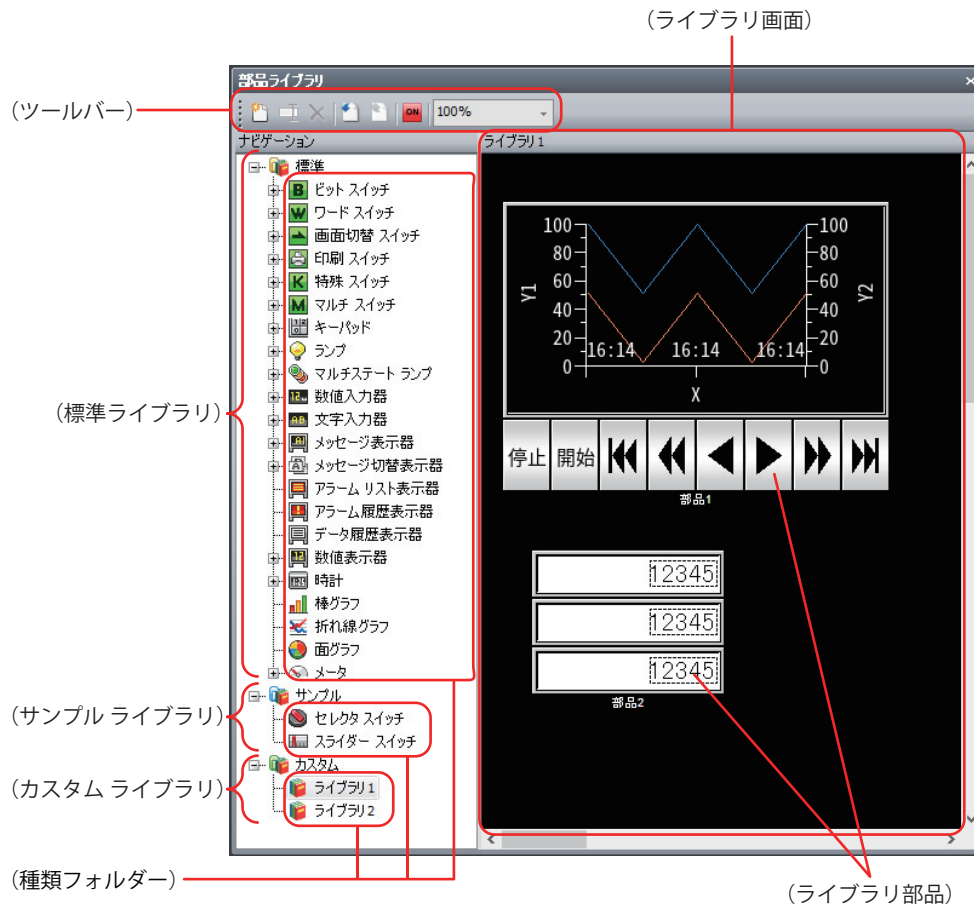 （ライブラリ画面）
部品ライブラリ
（ツールバー）
ON
100%
ナビゲーション
ライブラリ1
標準
B ビット スイッチ
W ワード スイッチ
画面切替 スイッチ
印刷 スイッチ
K 特殊 スイッチ
M マルチ スイッチ
キーパッド
ランプ
マルチステート ランプ
数値入力器
AB 文字入力器
メッセージ表示器
メッセージ切替表示器
アラーム リスト表示器
アラーム履歴表示器
データ履歴表示器
12 数値表示器
時計
棒グラフ
折れ線グラフ
面グラフ
メータ
（標準ライブラリ）
サンプル
セレクタ スイッチ
スライダー スイッチ
（サンプル ライブラリ）
カスタム
ライブラリ1
ライブラリ2
（カスタム ライブラリ）
（種類フォルダー）
100
80
60
40
20
0
Y1
100
80
60
40
20
0
Y2
16:14
16:14
16:14
X
停止
開始
部品1
12345
12345
12345
部品2
（ライブラリ部品）